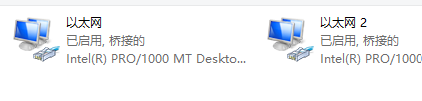 以太网
已启用, 桥接的
Intel(R) PRO/1000 MT Deskto...
以太网 2
已启用, 桥接的
Intel(R) PRO/1000